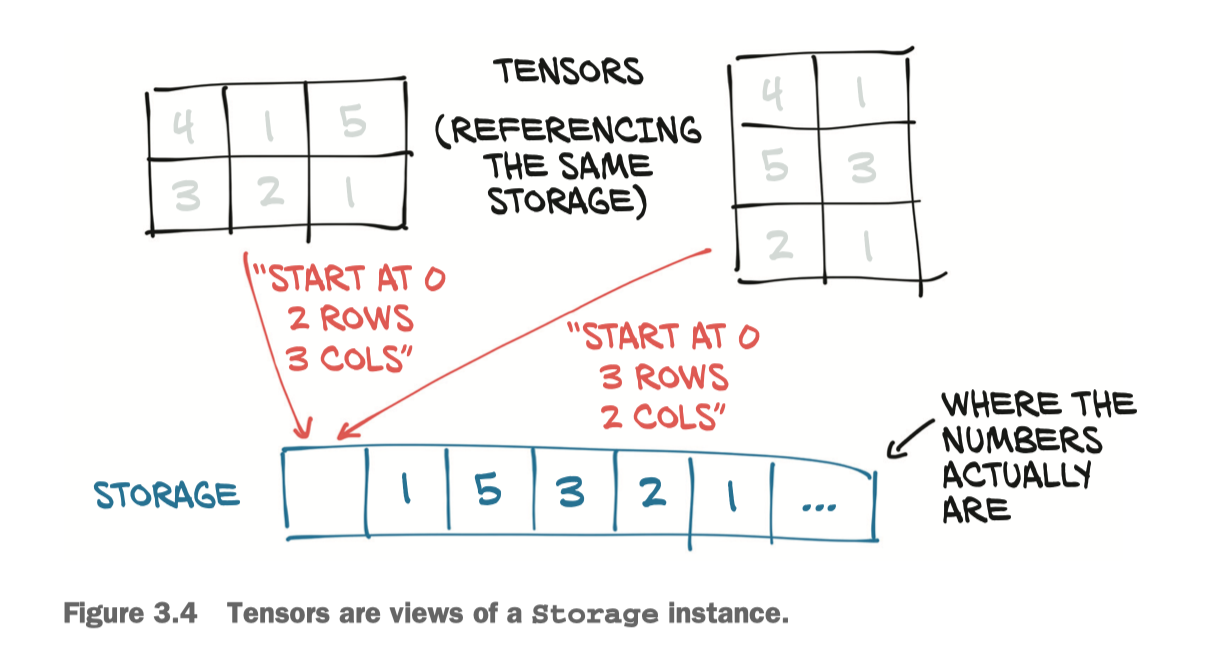 TENSORS
(REFERENCING
THE SAME
STORAGE)
4 1 5
3 2 1
4 1
5 3
2 1
"START AT 0
2 ROWS
3 COLS"
"START AT 0
3 ROWS
2 COLS"
WHERE THE
NUMBERS
ACTUALLY
ARE
STORAGE
1 5 3 2 1 ...
Figure 3.4 Tensors are views of a Storage instance.